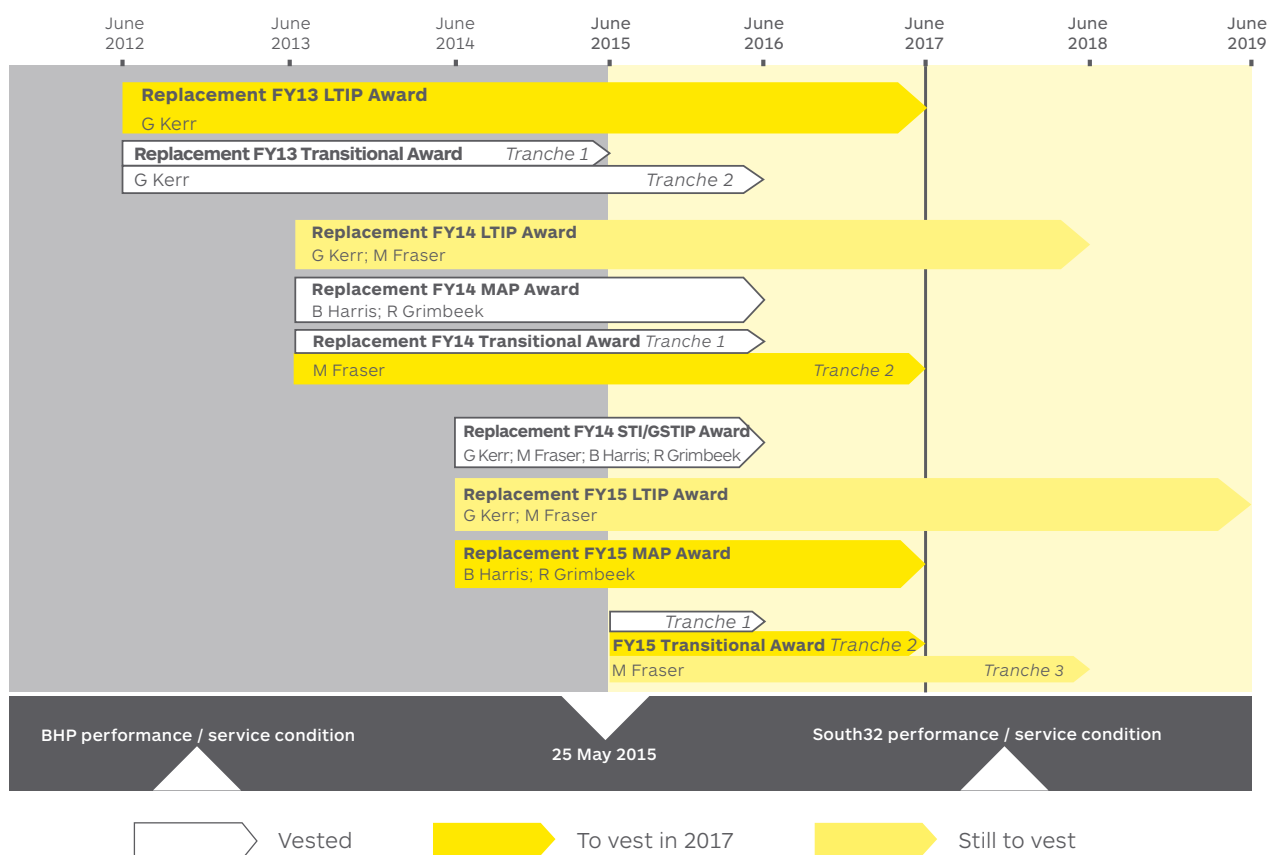 June June June June June June June June
2012 2013 2014 2015 2016 2017 2018 2019
Replacement FY13 LTIP Award
G Kerr
Replacement FY13 Transitional Award Tranche 1
G Kerr Tranche 2
Replacement FY14 LTIP Award
G Kerr; M Fraser
Replacement FY14 MAP Award
B Harris; R Grimbeek
Replacement FY14 Transitional Award Tranche 1
M Fraser Tranche 2
Replacement FY14 STI/GSTIP Award
G Kerr; M Fraser; B Harris; R Grimbeek
Replacement FY15 LTIP Award
G Kerr; M Fraser
Replacement FY15 MAP Award
B Harris; R Grimbeek
Tranche 1
FY15 Transitional Award Tranche 2
M Fraser Tranche 3
BHP performance / service condition
25 May 2015
South32 performance / service condition
Vested To vest in 2017 Still to vest